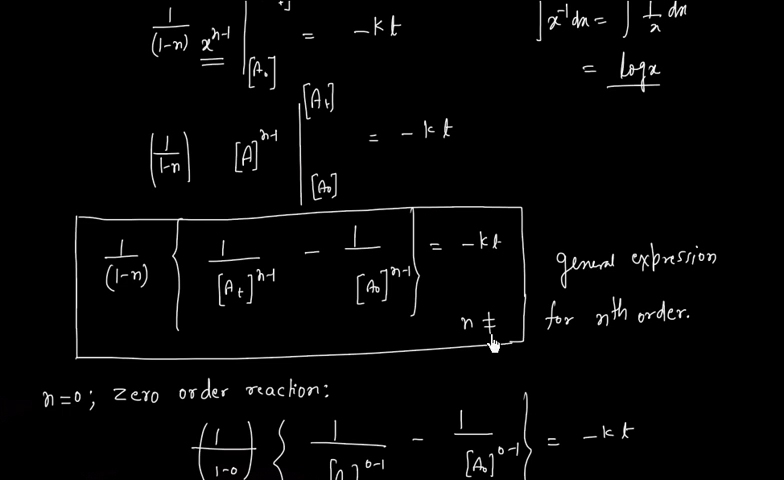 1/(1-n) x^n-1 | [A₀] = -kt
∫x^-1 dx = ∫ 1/x dx
= log x
(1/1-n) [A]^n-1 | [At] [A₀] = -kt
1/(1-n) { 1/[At]^n-1 - 1/[A₀]^n-1 } = -kt
n ≠
general expression
for nth order.
n=0; zero order reaction:
(1/1-0) { 1/[A]^0-1 - 1/[A₀]^0-1 } = -kt